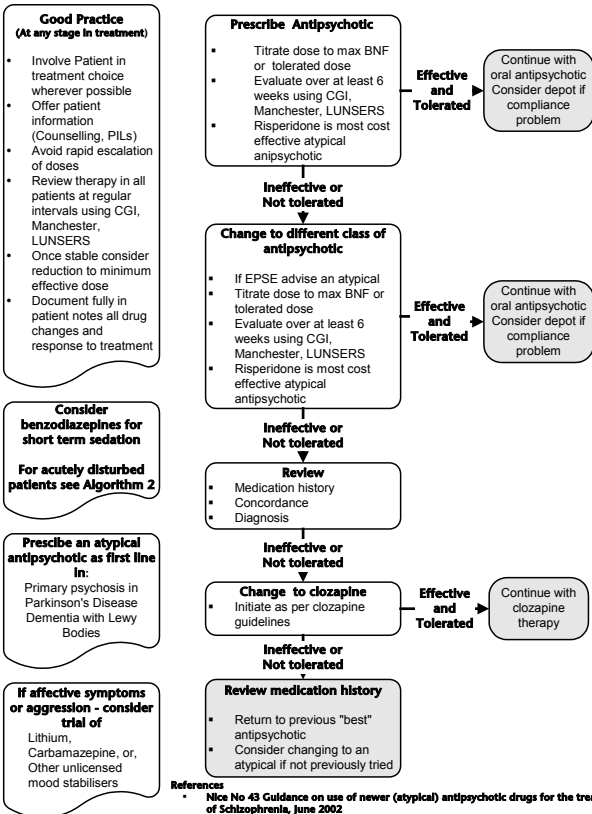 Good Practice
(At any stage in treatment)
• Involve Patient in
treatment choice
wherever possible
• Offer patient
information
(Counselling, PILs)
• Avoid rapid escalation
of doses
• Review therapy in all
patients at regular
intervals using CGI,
Manchester,
LUNSERS
• Once stable consider
reduction to minimum
effective dose
• Document fully in
patient notes all drug
changes and
response to treatment
Consider
benzodiazepines for
short term sedation
For acutely disturbed
patients see Algorithm 2
Prescibe an atypical
antipsychotic as first line
in:
Primary psychosis in
Parkinson's Disease
Dementia with Lewy
Bodies
If affective symptoms
or aggression - consider
trial of
Lithium,
Carbamazepine, or,
Other unlicensed
mood stabilisers
Prescribe Antipsychotic
▪ Titrate dose to max BNF
or tolerated dose
▪ Evaluate over at least 6
weeks using CGI,
Manchester, LUNSERS
▪ Risperidone is most cost
effective atypical
anipsychotic
Effective
and
Tolerated
Continue with
oral antipsychotic
Consider depot if
compliance
problem
Ineffective or
Not tolerated
Change to different class of
antipsychotic
▪ If EPSE advise an atypical
▪ Titrate dose to max BNF or
tolerated dose
▪ Evaluate over at least 6
weeks using CGI,
Manchester, LUNSERS
▪ Risperidone is most cost
effective atypical
antipsychotic
Effective
and
Tolerated
Continue with
oral antipsychotic
Consider depot if
compliance
problem
Ineffective or
Not tolerated
Review
▪ Medication history
▪ Concordance
▪ Diagnosis
Ineffective or
Not tolerated
Change to clozapine
▪ Initiate as per clozapine
guidelines
Effective
and
Tolerated
Continue with
clozapine
therapy
Ineffective or
Not tolerated
Review medication history
▪ Return to previous "best"
antipsychotic
▪ Consider changing to an
atypical if not previously tried
References
▪ Nice No 43 Guidance on use of newer (atypical) antipsychotic drugs for the
of Schizophrenia, June 2002